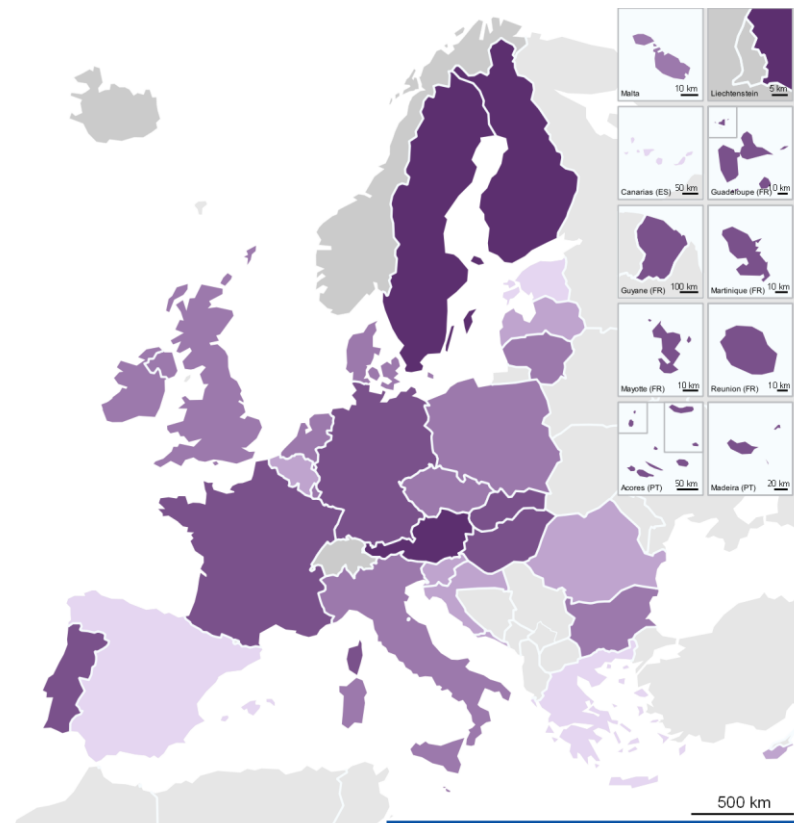 Malta
10 km
Liechtenstein
5 km
Canarias (ES)
50 km
Guadeloupe (FR)
0 km
Guyane (FR)
100 km
Martinique (FR)
10 km
Mayotte (FR)
10 km
Reunion (FR)
10 km
Acores (PT)
50 km
Madeira (PT)
20 km
500 km